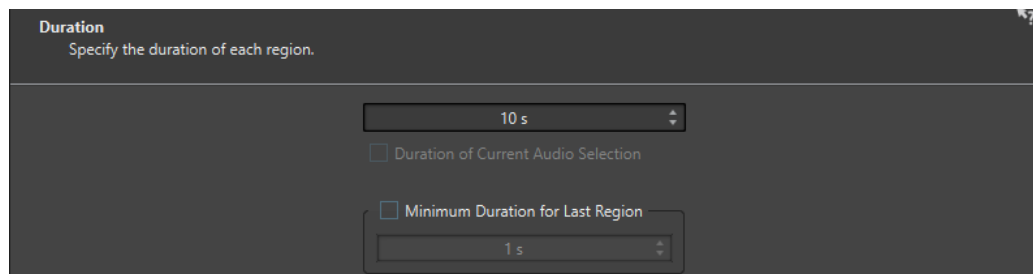 Duration
Specify the duration of each region.
10 s
Duration of Current Audio Selection
Minimum Duration for Last Region
1 s